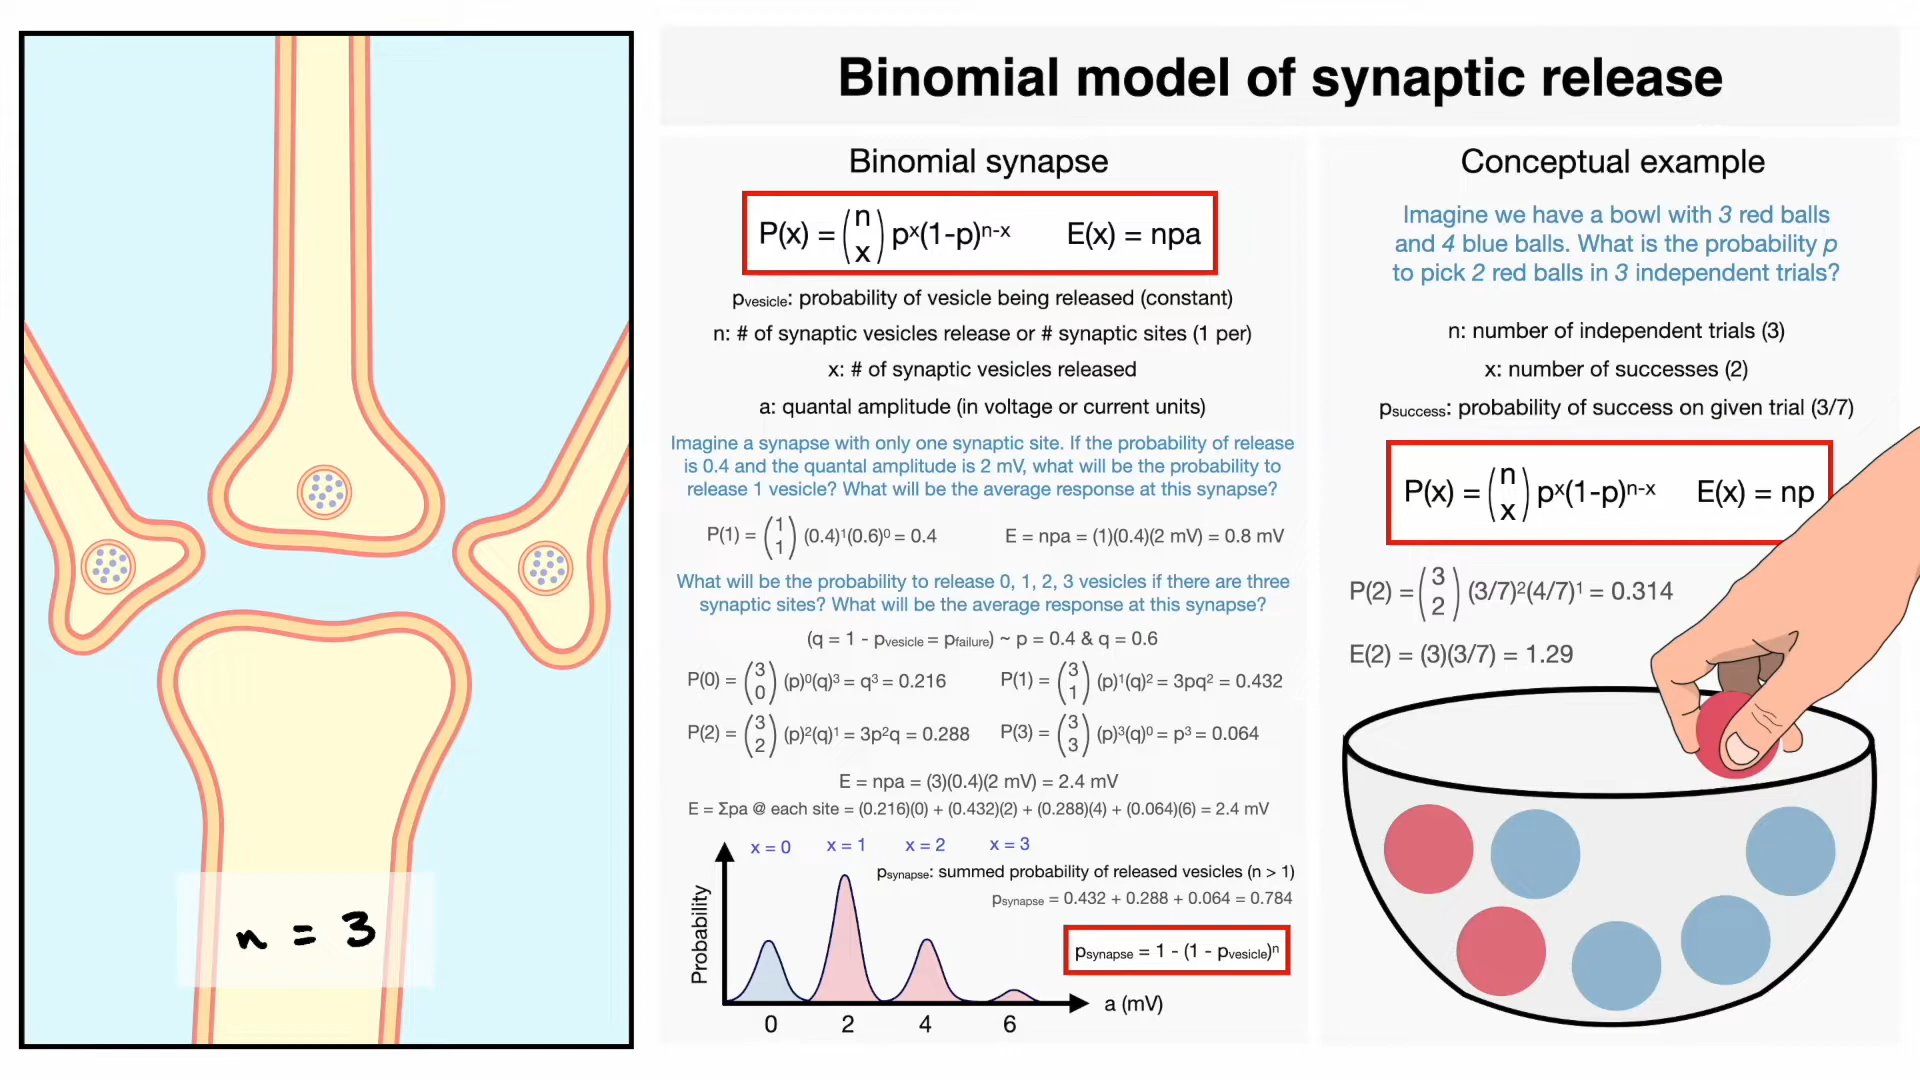 Binomial model of synaptic release
Binomial synapse
P(x) = (n x) pˣ(1-p)ⁿ⁻ˣ E(x) = npa
pvesicle: probability of vesicle being released (constant)
n: # of synaptic vesicles release or # synaptic sites (1 per)
x: # of synaptic vesicles released
a: quantal amplitude (in voltage or current units)
Imagine a synapse with only one synaptic site. If the probability of release
is 0.4 and the quantal amplitude is 2 mV, what will be the probability to
release 1 vesicle? What will be the average response at this synapse?
P(1) = (1 1) (0.4)¹(0.6)⁰ = 0.4 E = npa = (1)(0.4)(2 mV) = 0.8 mV
What will be the probability to release 0, 1, 2, 3 vesicles if there are three
synaptic sites? What will be the average response at this synapse?
(q = 1 - pvesicle = pfailure) ~ p = 0.4 & q = 0.6
P(0) = (3 0) (p)⁰(q)³ = q³ = 0.216 P(1) = (3 1) (p)¹(q)² = 3pq² = 0.432
P(2) = (3 2) (p)²(q)¹ = 3p²q = 0.288 P(3) = (3 3) (p)³(q)⁰ = p³ = 0.064
E = npa = (3)(0.4)(2 mV) = 2.4 mV
E = Σpa @ each site = (0.216)(0) + (0.432)(2) + (0.288)(4) + (0.064)(6) = 2.4 mV
x = 0 x = 1 x = 2 x = 3
psynapse: summed probability of released vesicles (n > 1)
psynapse = 0.432 + 0.288 + 0.064 = 0.784
psynapse = 1 - (1 - pvesicle)ⁿ
Probability
a (mV)
0 2 4 6
Conceptual example
Imagine we have a bowl with 3 red balls
and 4 blue balls. What is the probability p
to pick 2 red balls in 3 independent trials?
n: number of independent trials (3)
x: number of successes (2)
psuccess: probability of success on given trial (3/7)
P(x) = (n x) pˣ(1-p)ⁿ⁻ˣ E(x) = np
P(2) = (3 2) (3/7)²(4/7)¹ = 0.314
E(2) = (3)(3/7) = 1.29
n = 3